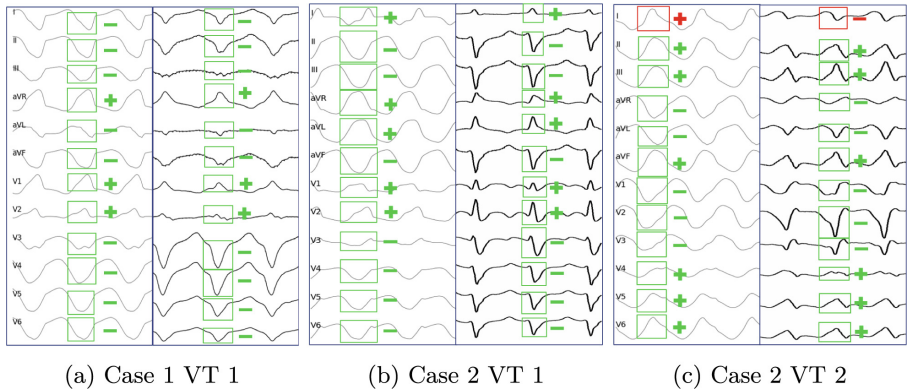 I
II
III
aVR
aVL
aVF
V1
V2
V3
V4
V5
V6
I
II
III
aVR
aVL
aVF
V1
V2
V3
V4
V5
V6
I
II
III
aVR
aVL
aVF
V1
V2
V3
V4
V5
V6
(a) Case 1 VT 1
(b) Case 2 VT 1
(c) Case 2 VT 2